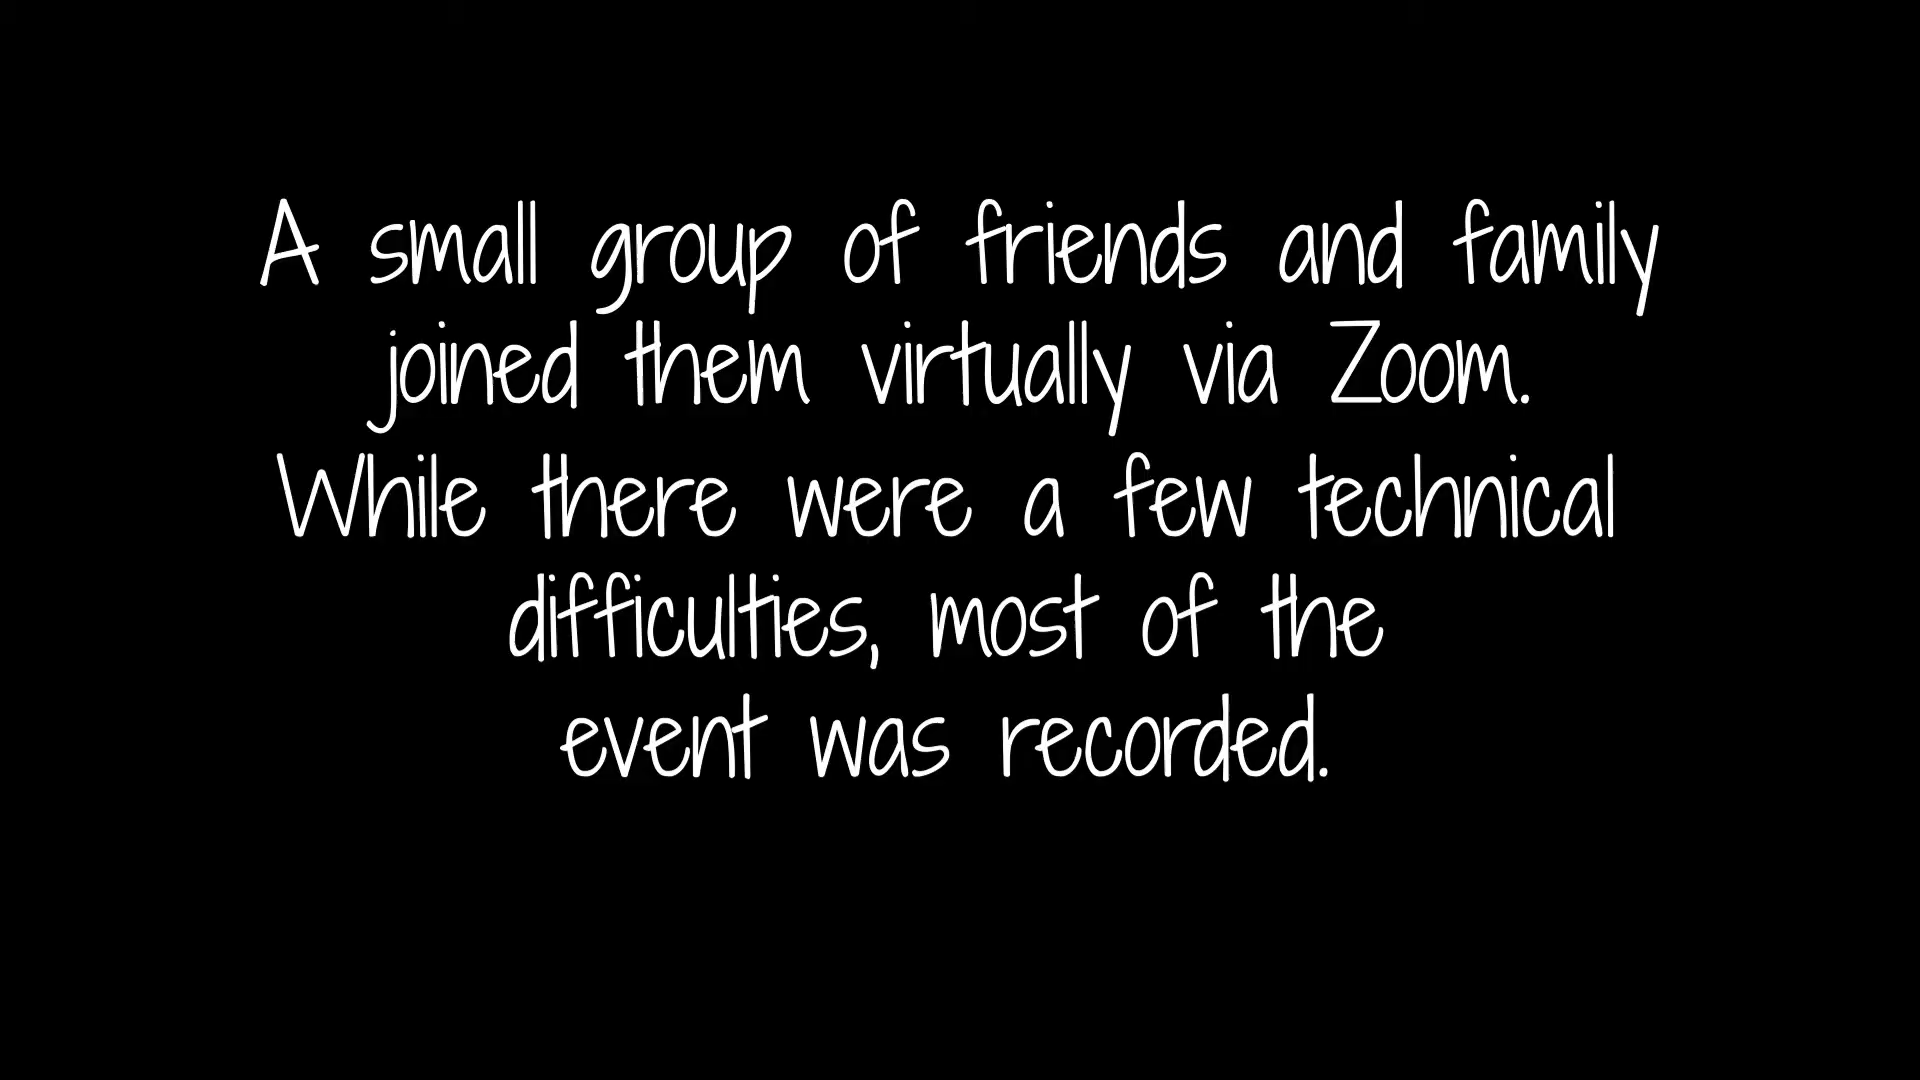 A small group of friends and family
joined them virtually via Zoom.
While there were a few technical
difficulties, most of the
event was recorded.